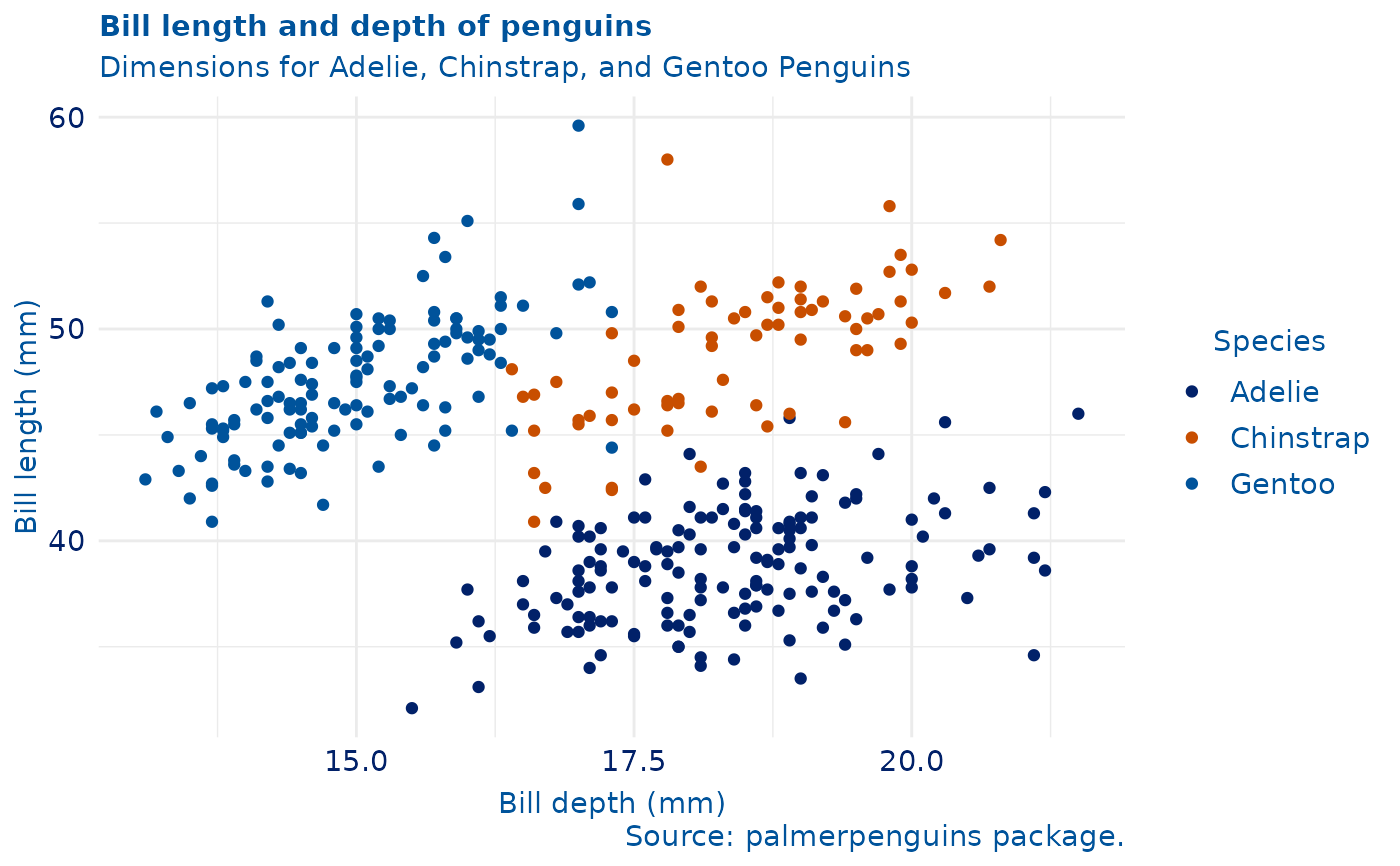 Bill length and depth of penguins
Dimensions for Adelie, Chinstrap, and Gentoo Penguins
60
50
40
Bill length (mm)
15.0 17.5 20.0
Bill depth (mm)
Source: palmerpenguins package.
Species
Adelie
Chinstrap
Gentoo